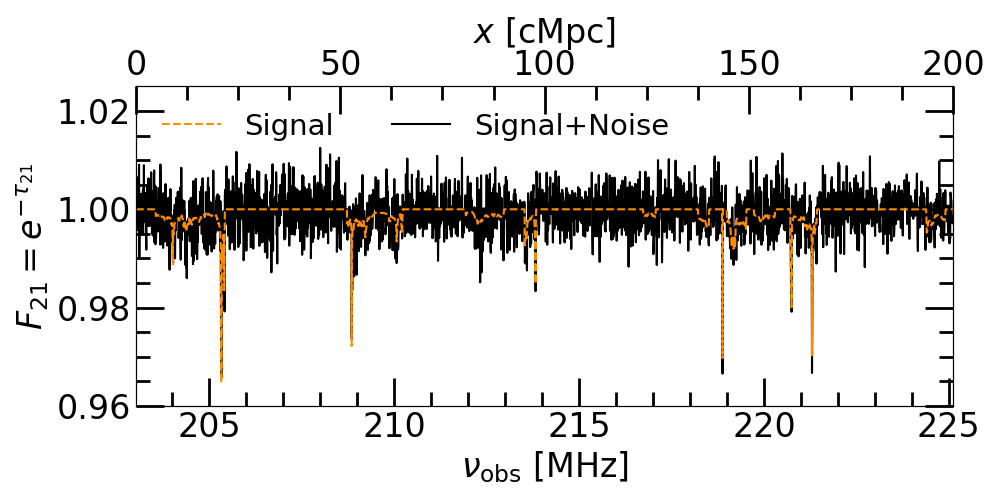 x [cMpc]
0 50 100 150 200
Signal Signal+Noise
1.02
1.00
0.98
0.96
F₂₁ = e^{−τ₂₁}
205 210 215 220 225
ν_obs [MHz]